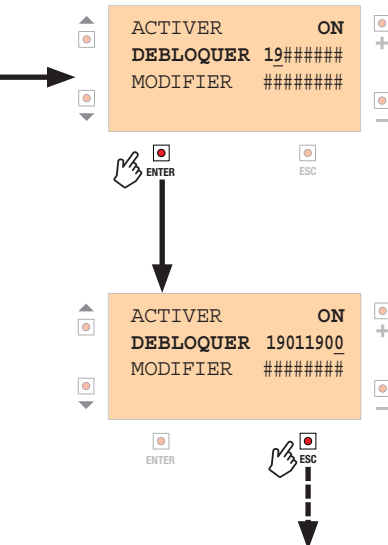 ACTIVER ON
DEBLOQUER 19######
MODIFIER ########
+
−
ENTER ESC
ACTIVER ON
DEBLOQUER 19011900
MODIFIER ########
+
−
ENTER ESC